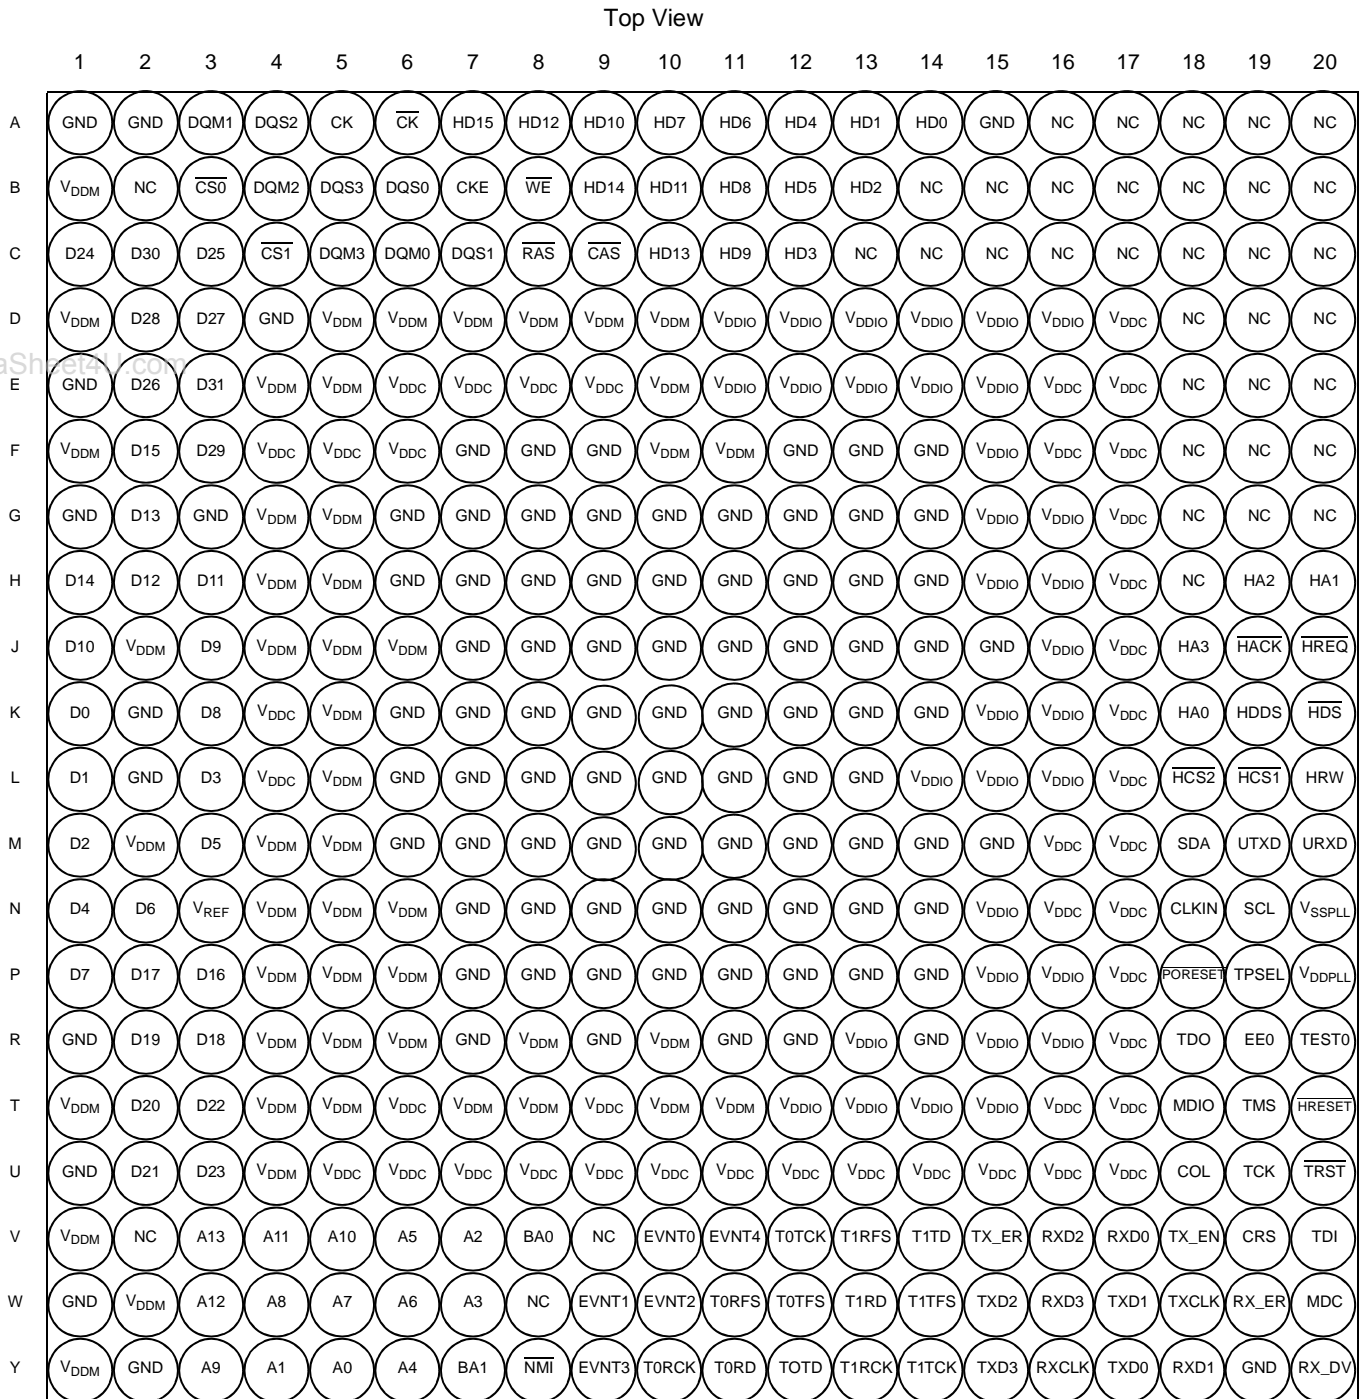 Top View
1 2 3 4 5 6 7 8 9 10 11 12 13 14 15 16 17 18 19 20
A GND GND DQM1 DQS2 CK CK HD15 HD12 HD10 HD7 HD6 HD4 HD1 HD0 GND NC NC NC NC NC
B VDDM NC CS0 DQM2 DQS3 DQS0 CKE WE HD14 HD11 HD8 HD5 HD2 NC NC NC NC NC NC NC
C D24 D30 D25 CS1 DQM3 DQM0 DQS1 RAS CAS HD13 HD9 HD3 NC NC NC NC NC NC NC NC
D VDDM D28 D27 GND VDDM VDDM VDDM VDDM VDDM VDDM VDDIO VDDIO VDDIO VDDIO VDDIO VDDIO VDDC NC NC NC
aSheet4U.com
E GND D26 D31 VDDM VDDM VDDC VDDC VDDC VDDC VDDM VDDIO VDDIO VDDIO VDDIO VDDIO VDDC VDDC NC NC NC
F VDDM D15 D29 VDDC VDDC VDDC GND GND GND VDDM VDDM GND GND GND VDDIO VDDC VDDC NC NC NC
G GND D13 GND VDDM VDDM GND GND GND GND GND GND GND GND GND VDDIO VDDIO VDDC NC NC NC
H D14 D12 D11 VDDM VDDM GND GND GND GND GND GND GND GND GND VDDIO VDDIO VDDC NC HA2 HA1
J D10 VDDM D9 VDDM VDDM VDDM GND GND GND GND GND GND GND GND GND VDDIO VDDC HA3 HACK HREQ
K D0 GND D8 VDDC VDDM GND GND GND GND GND GND GND GND GND VDDIO VDDIO VDDC HA0 HDDS HDS
L D1 GND D3 VDDC VDDM GND GND GND GND GND GND GND GND VDDIO VDDIO VDDIO VDDC HCS2 HCS1 HRW
M D2 VDDM D5 VDDM VDDM GND GND GND GND GND GND GND GND GND GND VDDC VDDC SDA UTXD URXD
N D4 D6 VREF VDDM VDDM VDDM GND GND GND GND GND GND GND GND VDDIO VDDC VDDC CLKIN SCL VSSPLL
P D7 D17 D16 VDDM VDDM VDDM GND GND GND GND GND GND GND GND VDDIO VDDIO VDDC PORESET TPSEL VDDPLL
R GND D19 D18 VDDM VDDM VDDM GND VDDM GND VDDM GND GND VDDIO GND VDDIO VDDIO VDDC TDO EE0 TEST0
T VDDM D20 D22 VDDM VDDM VDDC VDDM VDDM VDDC VDDM VDDM VDDIO VDDIO VDDIO VDDIO VDDC VDDC MDIO TMS HRESET
U GND D21 D23 VDDM VDDC VDDC VDDC VDDC VDDC VDDC VDDC VDDC VDDC VDDC VDDC VDDC VDDC COL TCK TRST
V VDDM NC A13 A11 A10 A5 A2 BA0 NC EVNT0 EVNT4 T0TCK T1RFS T1TD TX_ER RXD2 RXD0 TX_EN CRS TDI
W GND VDDM A12 A8 A7 A6 A3 NC EVNT1 EVNT2 T0RFS T0TFS T1RD T1TFS TXD2 RXD3 TXD1 TXCLK RX_ER MDC
Y VDDM GND A9 A1 A0 A4 BA1 NMI EVNT3 T0RCK T0RD TOTD T1RCK T1TCK TXD3 RXCLK TXD0 RXD1 GND RX_DV